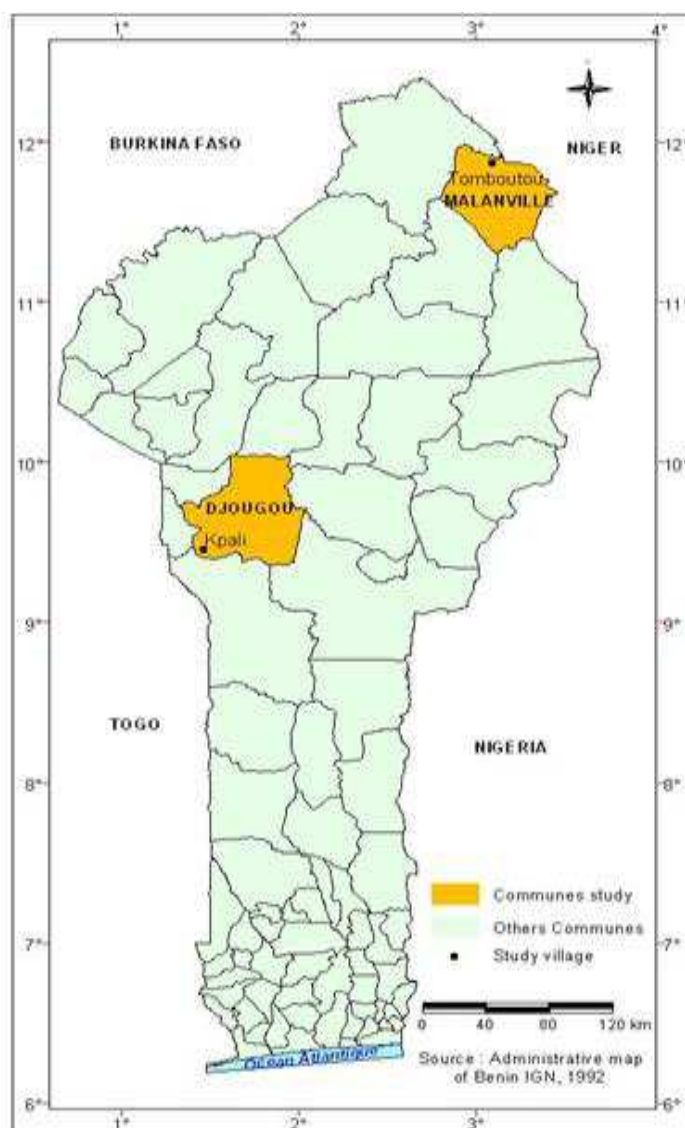 1° 2° 3° 4°
12° BURKINA FASO NIGER 12°
Tomboutou
MALANVILLE
11° 11°
10° 10°
DJOUGOU
Kpali
9° 9°
TOGO
NIGERIA
8° 8°
Communes study
Others Communes
7° Study village 7°
0 40 80 120 km
Source : Administrative map
of Benin IGN, 1992
Océan Atlantique
6° 6°
1° 2° 3°